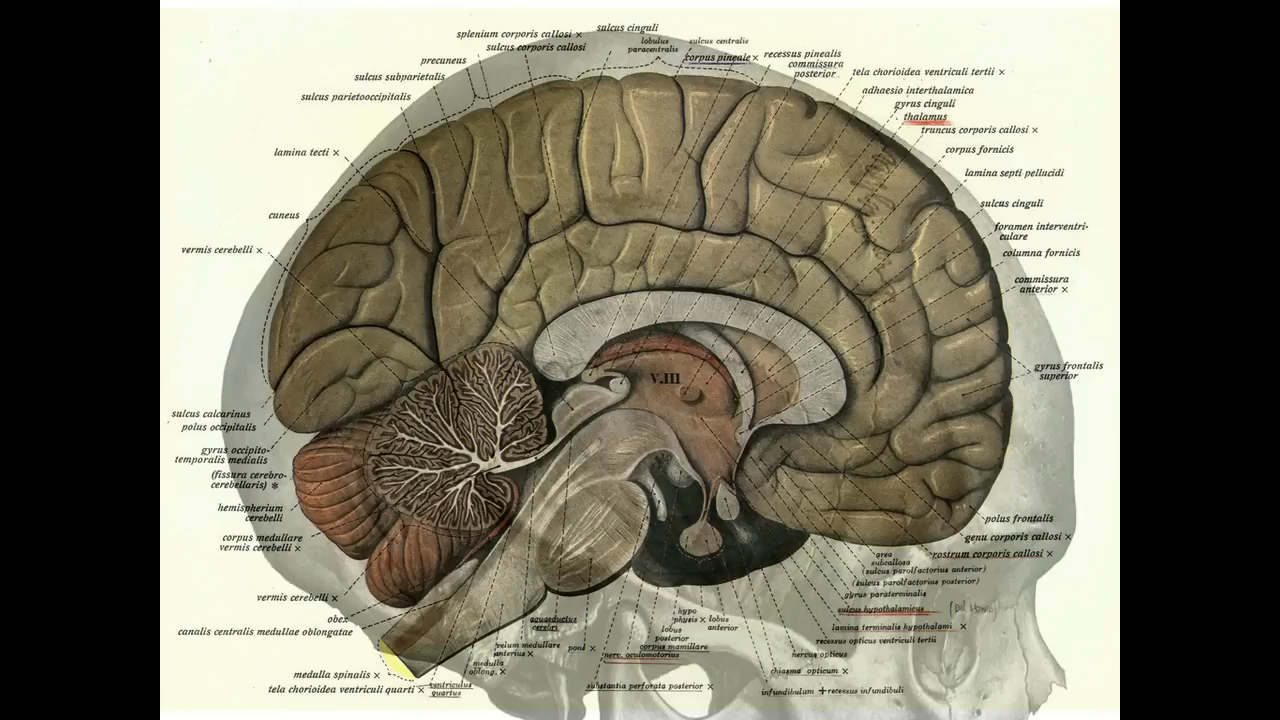 splenium corporis callosi ×
sulcus corporis callosi
sulcus cinguli
lobulus
paracentralis
sulcus centralis
corpus pineale ×
recessus pinealis
commissura
posterior
tela chorioidea ventriculi tertii ×
adhaesio interthalamica
gyrus cinguli
thalamus
truncus corporis callosi ×
corpus fornicis
lamina septi pellucidi
sulcus cinguli
foramen interventri-
culare
columna fornicis
commissura
anterior ×
gyrus frontalis
superior
precuneus
sulcus subparietalis
sulcus parietooccipitalis
lamina tecti ×
cuneus
vermis cerebelli ×
V.III
sulcus calcarinus
polus occipitalis
gyrus occipito-
temporalis medialis
(fissura cerebro-
cerebellaris) *
hemispherium
cerebelli
corpus medullare
vermis cerebelli ×
vermis cerebelli ×
obex
canalis centralis medullae oblongatae
medulla spinalis ×
tela chorioidea ventriculi quarti ×
ventriculus
quartus
medulla
oblong. ×
velum medullare
anterius ×
aquaeductus
cerebri
pons ×
substantia perforata posterior ×
nerv. oculomotorius
corpus mamillare
lobus
posterior
hypo
physis ×
lobus
anterior
infundibulum + recessus infundibuli
chiasma opticum ×
nervus opticus
recessus opticus ventriculi tertii
lamina terminalis hypothalami ×
sulcus hypothalamicus
gyrus paraterminalis
(sulcus parolfactorius posterior)
(sulcus parolfactorius anterior)
area
subcallosa
rostrum corporis callosi ×
genu corporis callosi ×
polus frontalis